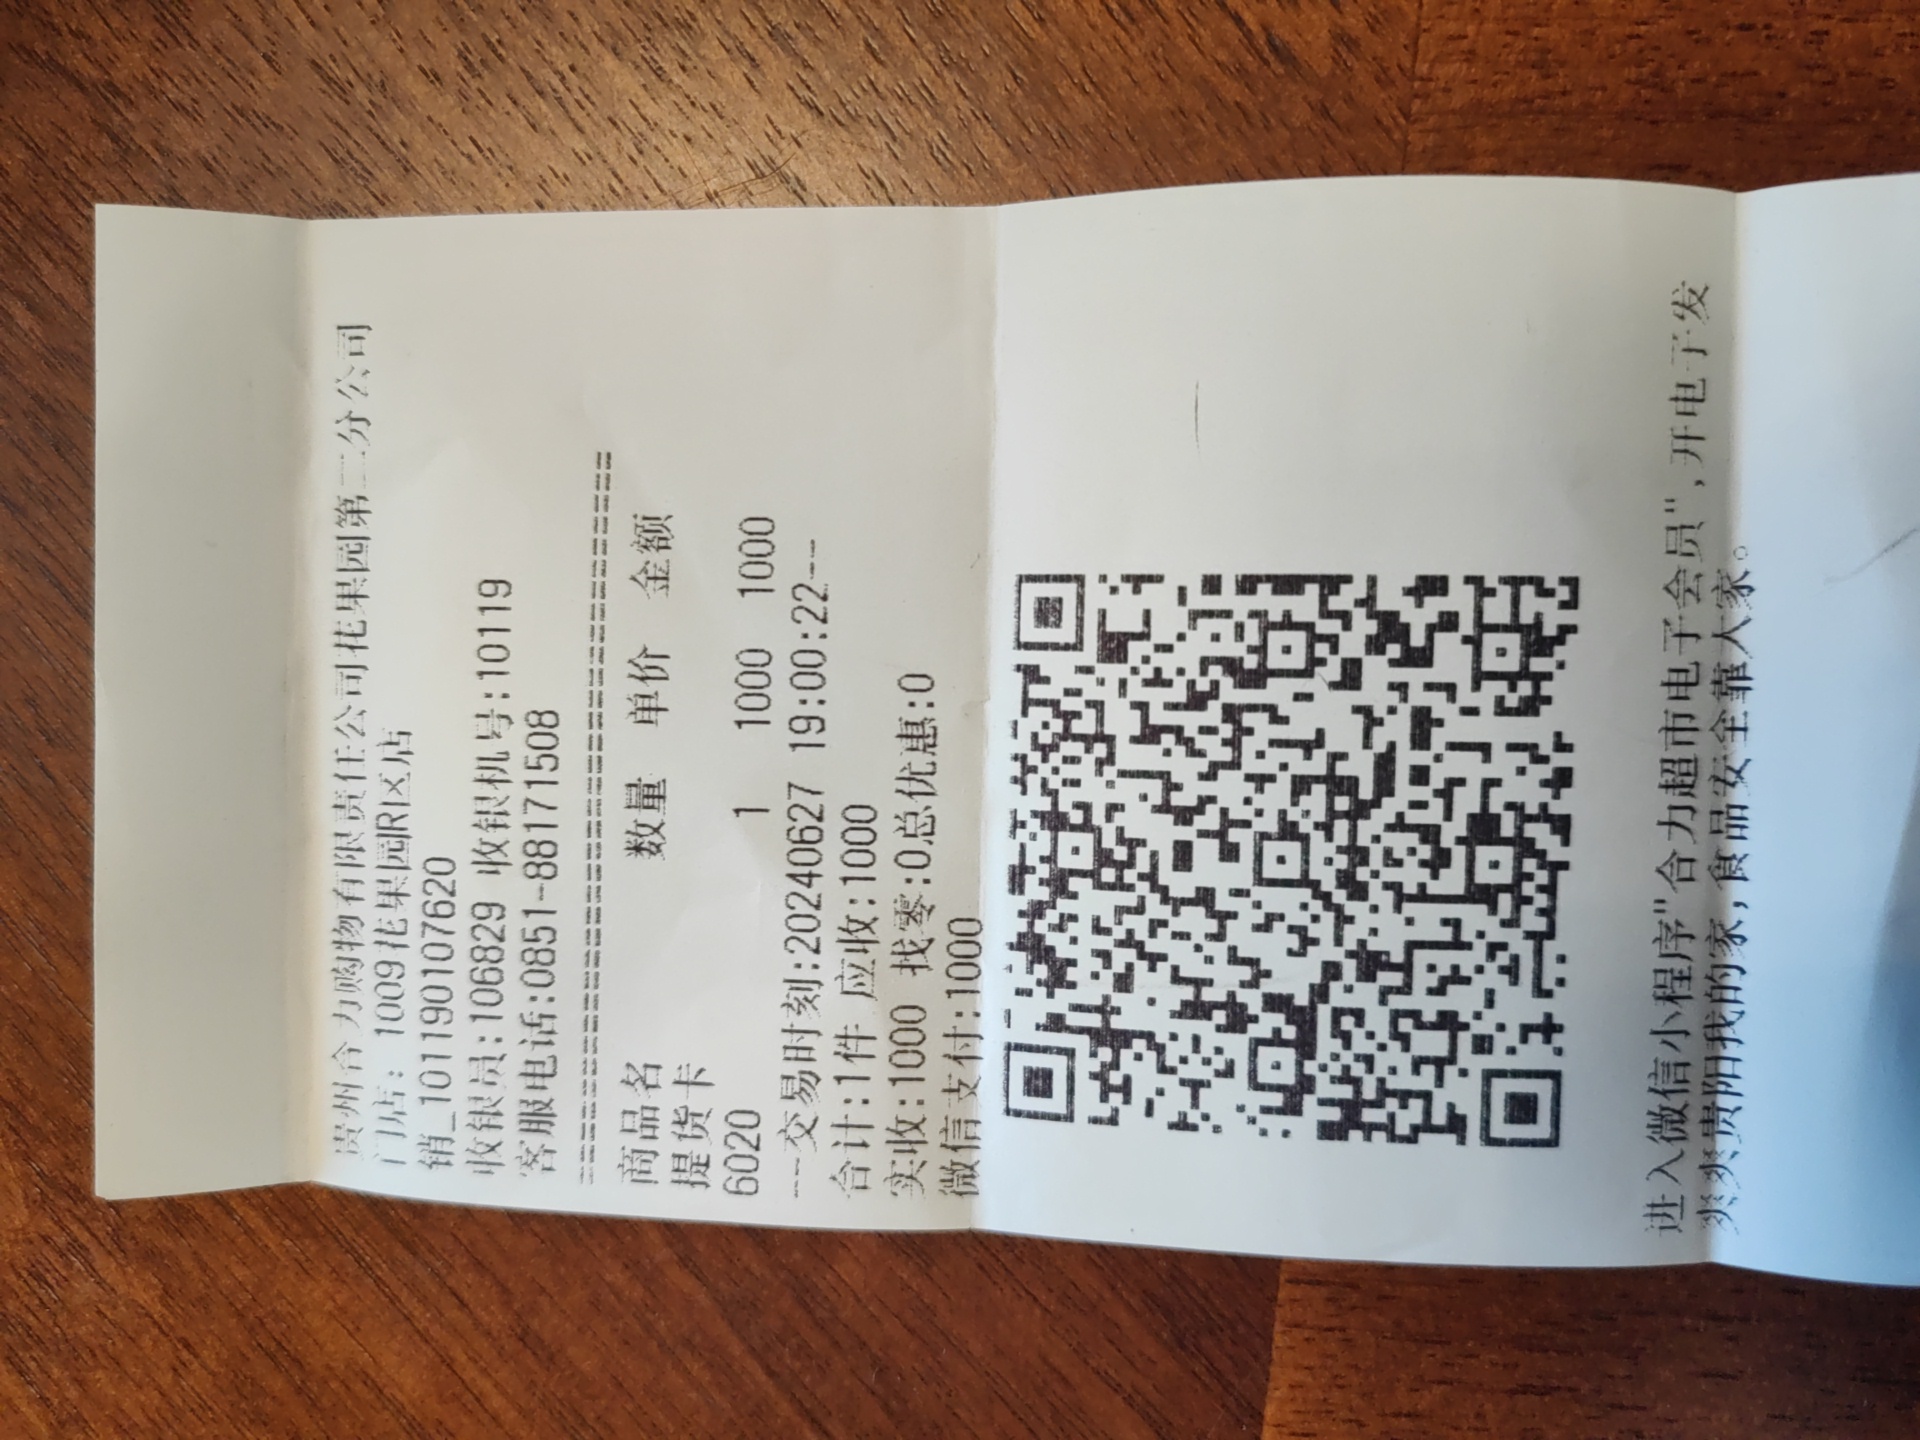 贵州合力购物有限责任公司花果园第二分公司
门店: 1009花果园R区店
销_101190107620
收银员:106829 收银机号:10119
客服电话:0851-88171508
================================
商品名 数量 单价 金额
提货卡
6020 1 1000 1000
---交易时刻:20240627 19:00:22---
合计:1件 应收:1000
实收:1000 找零:0总优惠:0
微信支付:1000
进入微信小程序"合力超市电子会员",开电子发
爽爽贵阳我的家,食品安全靠大家。